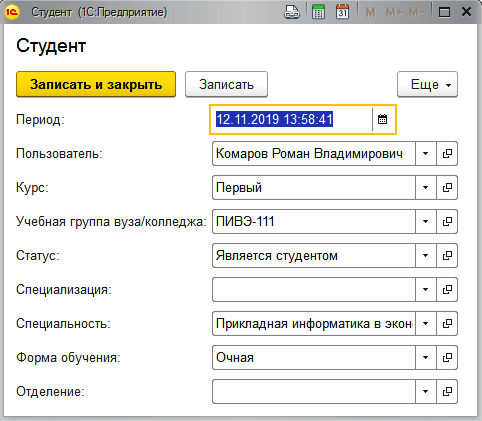 1С Студент (1С:Предприятие) 31 M M+ M-
Студент
Записать и закрыть Записать Еще
Период: 12.11.2019 13:58:41
Пользователь: Комаров Роман Владимирович
Курс: Первый
Учебная группа вуза/колледжа: ПИВЭ-111
Статус: Является студентом
Специализация:
Специальность: Прикладная информатика в экон
Форма обучения: Очная
Отделение: